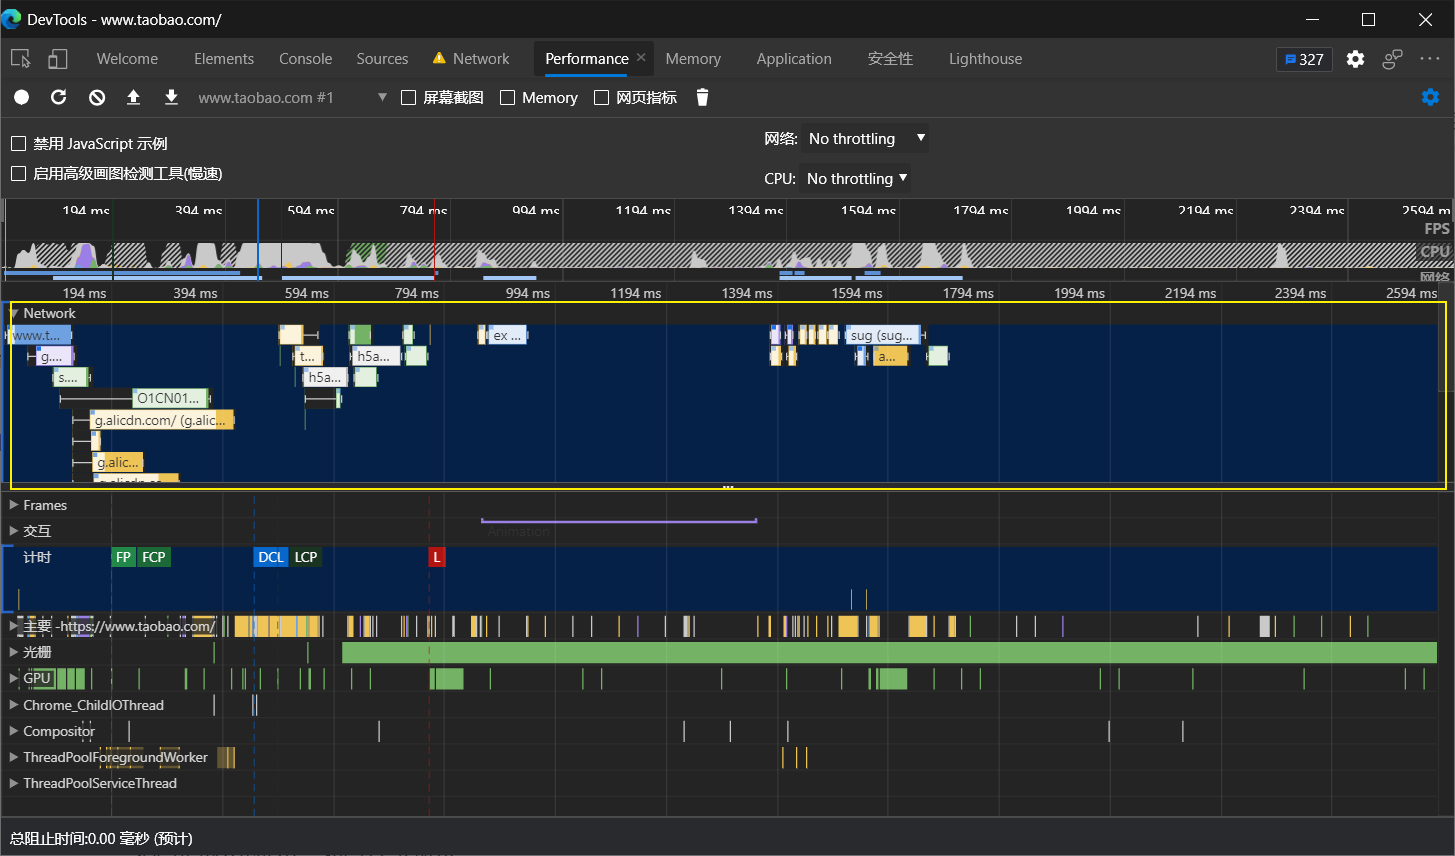 DevTools - www.taobao.com/
Welcome Elements Console Sources Network Performance Memory Application 安全性 Lighthouse 327
www.taobao.com #1 屏幕截图 Memory 网页指标
禁用 JavaScript 示例
网络: No throttling
启用高级画图检测工具(慢速)
CPU: No throttling
194 ms 394 ms 594 ms 794 ms 994 ms 1194 ms 1394 ms 1594 ms 1794 ms 1994 ms 2194 ms 2394 ms 2594 m
FPS
CPU
网络
194 ms 394 ms 594 ms 794 ms 994 ms 1194 ms 1394 ms 1594 ms 1794 ms 1994 ms 2194 ms 2394 ms 2594 ms
Network
www.t... ex ... sug (sug...
g.... t... h5a... a...
s.... h5a...
O1CN01...
g.alicdn.com/ (g.alic...
g.alic...
Frames
交互
Animation
计时 FP FCP DCL LCP L
主要 -https://www.taobao.com/
光栅
GPU
Chrome_ChildIOThread
Compositor
ThreadPoolForegroundWorker
ThreadPoolServiceThread
总阻止时间:0.00 毫秒 (预计)